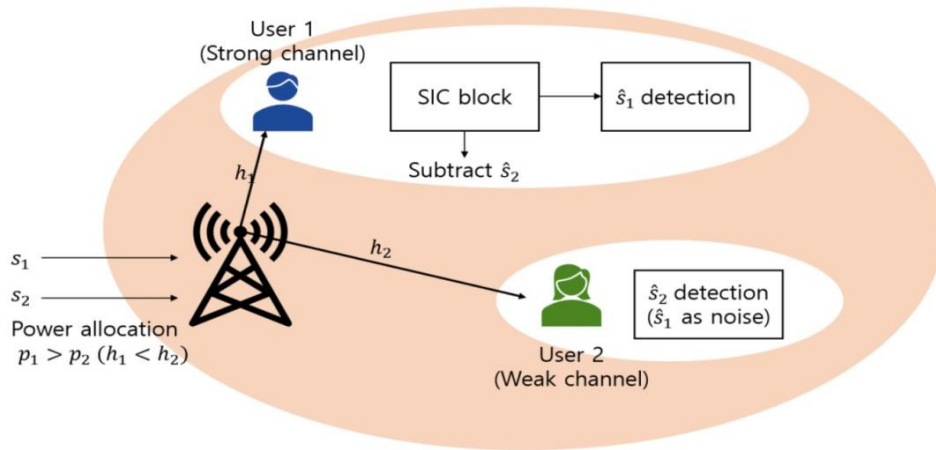 User 1
(Strong channel)
SIC block
ŝ₁ detection
Subtract ŝ₂
h₁
h₂
s₁
s₂
Power allocation
p₁ > p₂ (h₁ < h₂)
ŝ₂ detection
(ŝ₁ as noise)
User 2
(Weak channel)